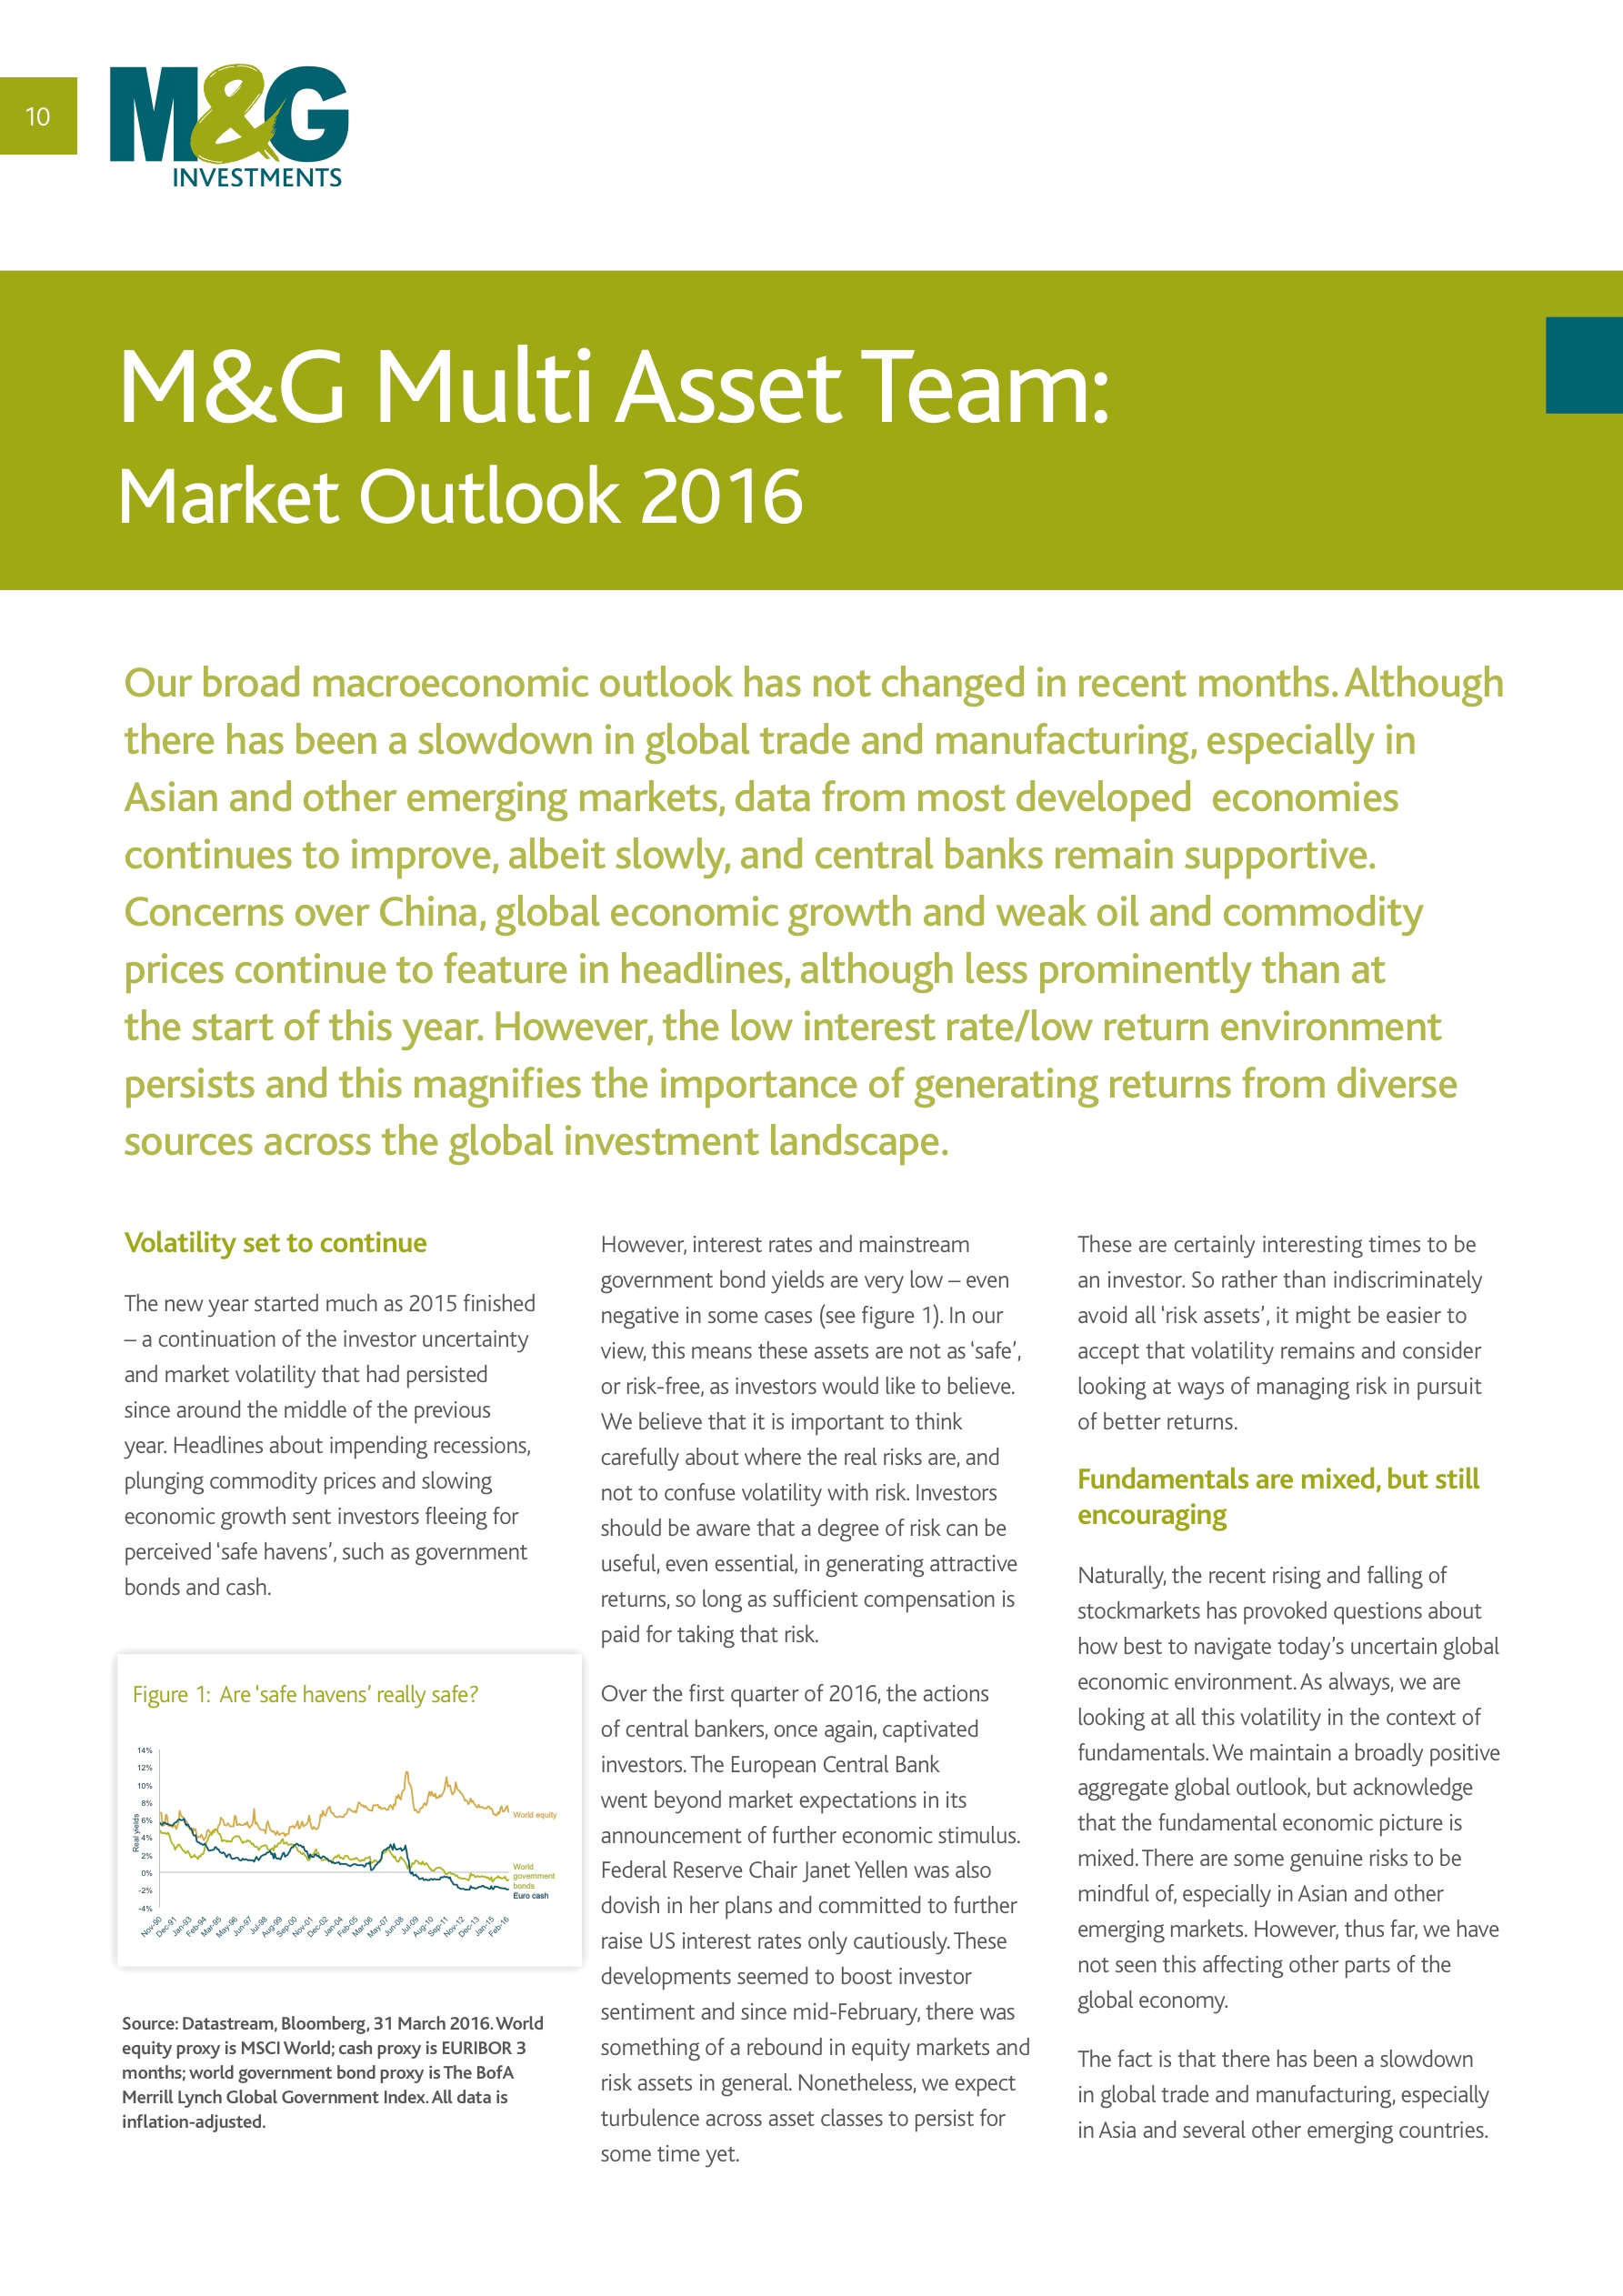 10
M&G
INVESTMENTS
M&G Multi Asset Team:
Market Outlook 2016
Our broad macroeconomic outlook has not changed in recent months. Although
there has been a slowdown in global trade and manufacturing, especially in
Asian and other emerging markets, data from most developed  economies
continues to improve, albeit slowly, and central banks remain supportive.
Concerns over China, global economic growth and weak oil and commodity
prices continue to feature in headlines, although less prominently than at
the start of this year. However, the low interest rate/low return environment
persists and this magnifies the importance of generating returns from diverse
sources across the global investment landscape.
Volatility set to continue
The new year started much as 2015 finished
– a continuation of the investor uncertainty
and market volatility that had persisted
since around the middle of the previous
year. Headlines about impending recessions,
plunging commodity prices and slowing
economic growth sent investors fleeing for
perceived ‘safe havens’, such as government
bonds and cash.
Figure 1: Are ‘safe havens’ really safe?
14%
12%
10%
8%
6%
4%
2%
0%
-2%
-4%
Real yields
World equity
World
government
bonds
Euro cash
Nov-90
Dec-91
Jan-93
Feb-94
Mar-95
May-96
Jun-97
Jul-98
Aug-99
Sep-00
Nov-01
Dec-02
Jan-04
Feb-05
Mar-06
May-07
Jun-08
Jul-09
Aug-10
Sep-11
Nov-12
Dec-13
Jan-15
Feb-16
Source: Datastream, Bloomberg, 31 March 2016. World
equity proxy is MSCI World; cash proxy is EURIBOR 3
months; world government bond proxy is The BofA
Merrill Lynch Global Government Index. All data is
inflation-adjusted.
However, interest rates and mainstream
government bond yields are very low – even
negative in some cases (see figure 1). In our
view, this means these assets are not as ‘safe’,
or risk-free, as investors would like to believe.
We believe that it is important to think
carefully about where the real risks are, and
not to confuse volatility with risk. Investors
should be aware that a degree of risk can be
useful, even essential, in generating attractive
returns, so long as sufficient compensation is
paid for taking that risk.
Over the first quarter of 2016, the actions
of central bankers, once again, captivated
investors. The European Central Bank
went beyond market expectations in its
announcement of further economic stimulus.
Federal Reserve Chair Janet Yellen was also
dovish in her plans and committed to further
raise US interest rates only cautiously. These
developments seemed to boost investor
sentiment and since mid-February, there was
something of a rebound in equity markets and
risk assets in general. Nonetheless, we expect
turbulence across asset classes to persist for
some time yet.
These are certainly interesting times to be
an investor. So rather than indiscriminately
avoid all ‘risk assets’, it might be easier to
accept that volatility remains and consider
looking at ways of managing risk in pursuit
of better returns.
Fundamentals are mixed, but still
encouraging
Naturally, the recent rising and falling of
stockmarkets has provoked questions about
how best to navigate today’s uncertain global
economic environment. As always, we are
looking at all this volatility in the context of
fundamentals. We maintain a broadly positive
aggregate global outlook, but acknowledge
that the fundamental economic picture is
mixed. There are some genuine risks to be
mindful of, especially in Asian and other
emerging markets. However, thus far, we have
not seen this affecting other parts of the
global economy.
The fact is that there has been a slowdown
in global trade and manufacturing, especially
in Asia and several other emerging countries.